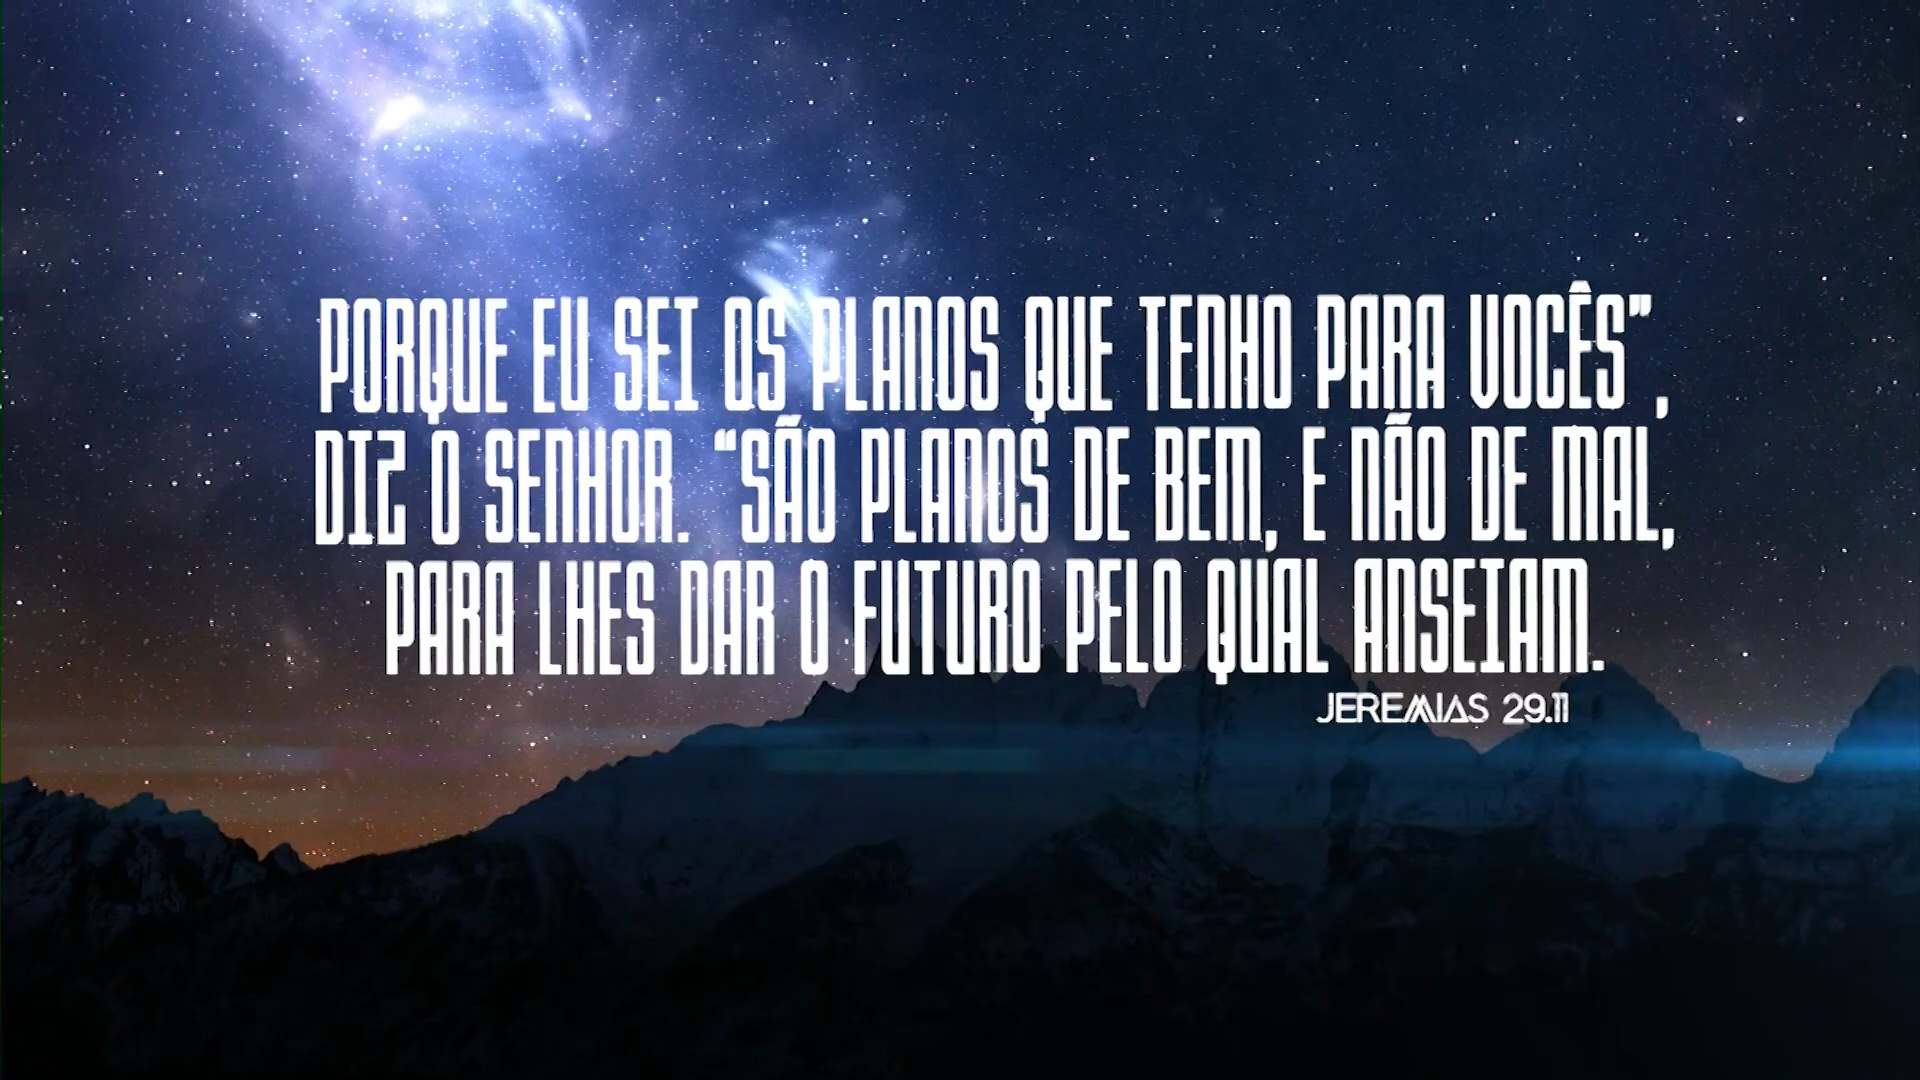 PORQUE EU SEI OS PLANOS QUE TENHO PARA VOCÊS”,
DIZ O SENHOR. “SÃO PLANOS DE BEM, E NÃO DE MAL,
PARA LHES DAR O FUTURO PELO QUAL ANSEIAM.
JEREMIAS 29.11